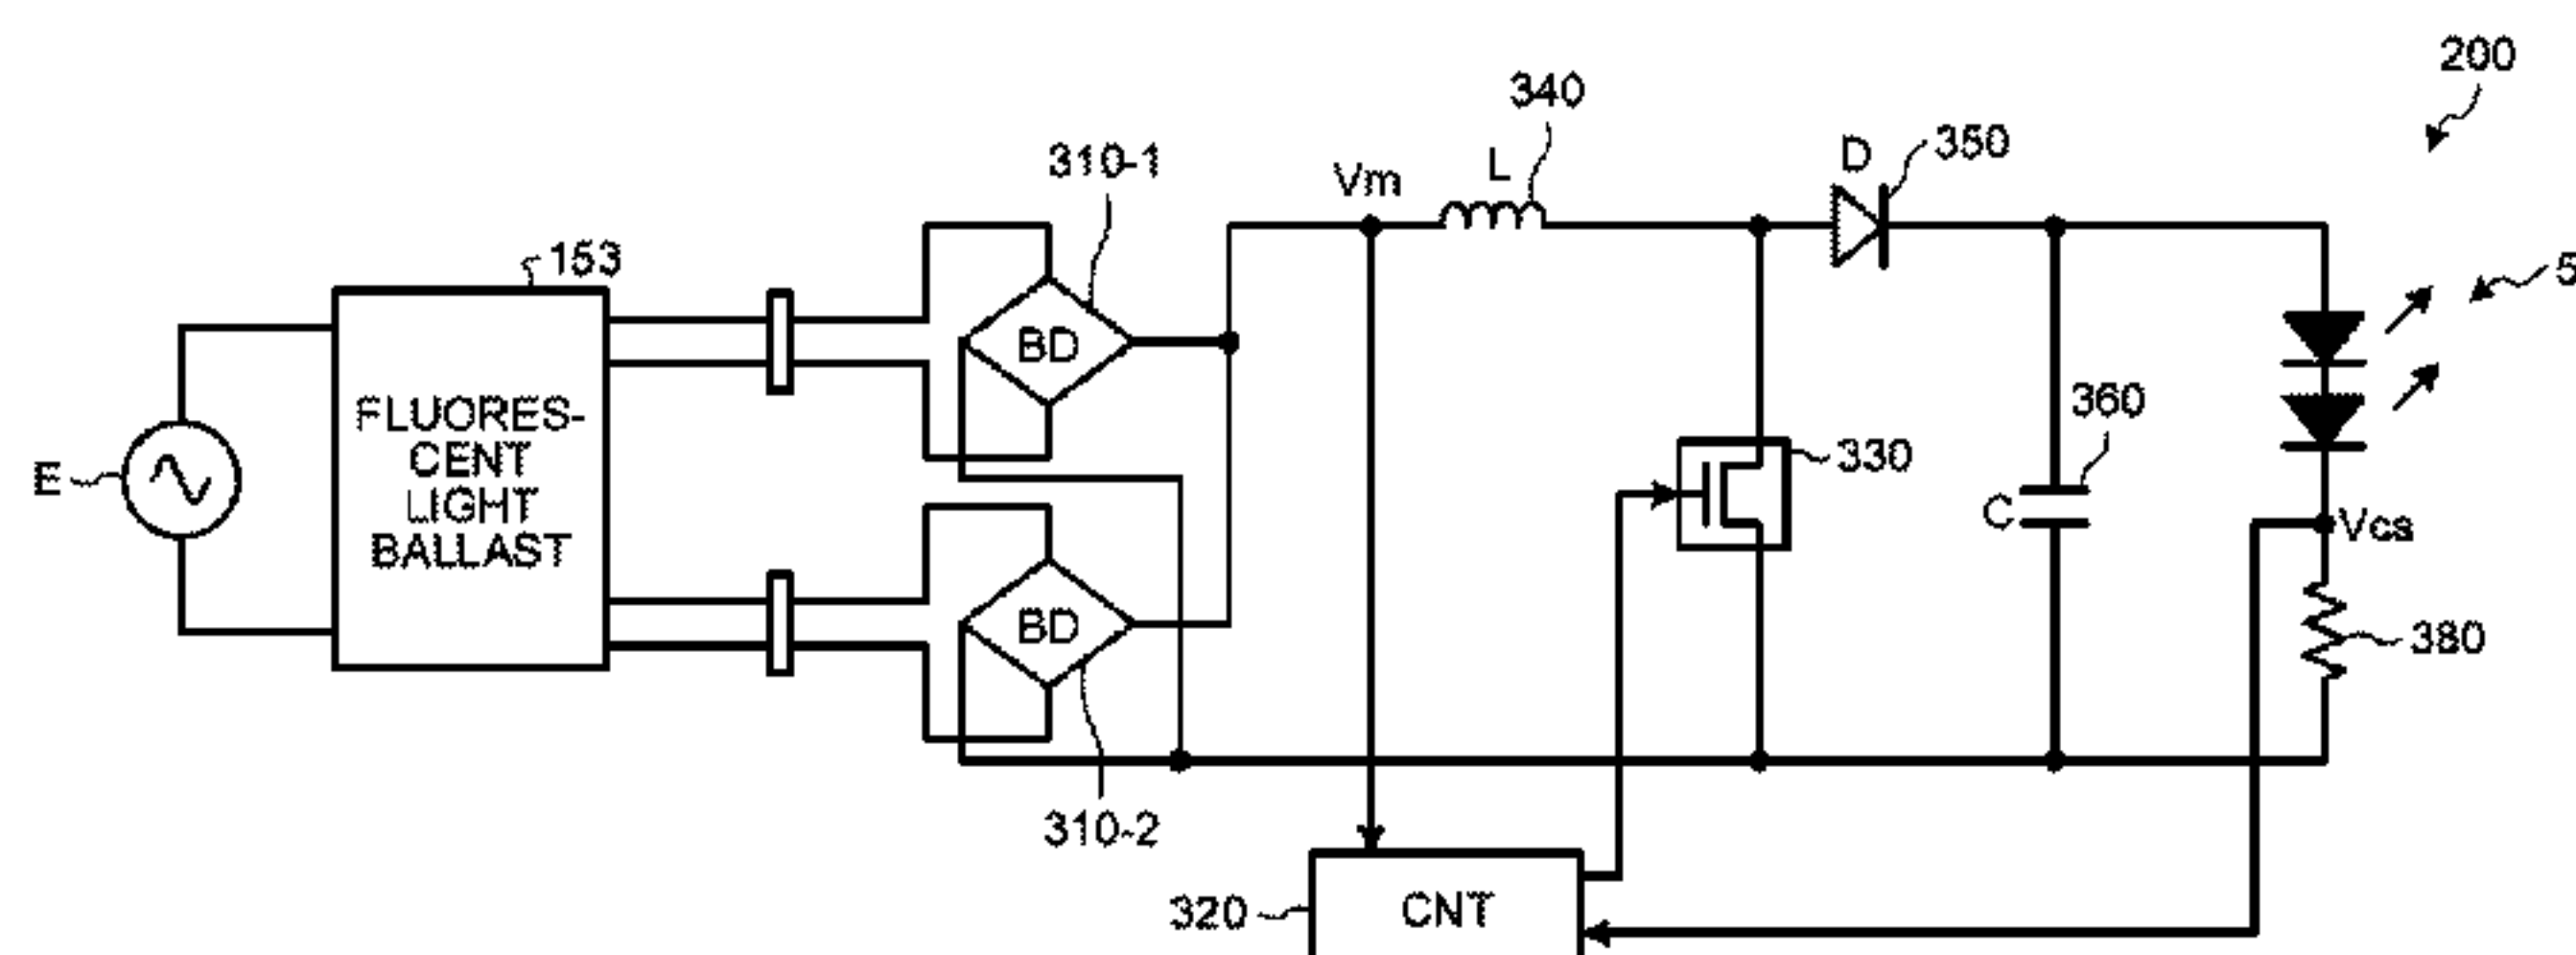 200
340
310-1
D
350
Vm
L
153
5
BD
FLUORES-
CENT
LIGHT
BALLAST
360
330
E
C
Vcs
BD
380
310-2
320
CNT